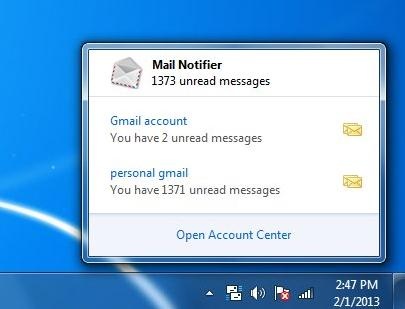 Mail Notifier
1373 unread messages
Gmail account
You have 2 unread messages
personal gmail
You have 1371 unread messages
Open Account Center
2:47 PM
2/1/2013